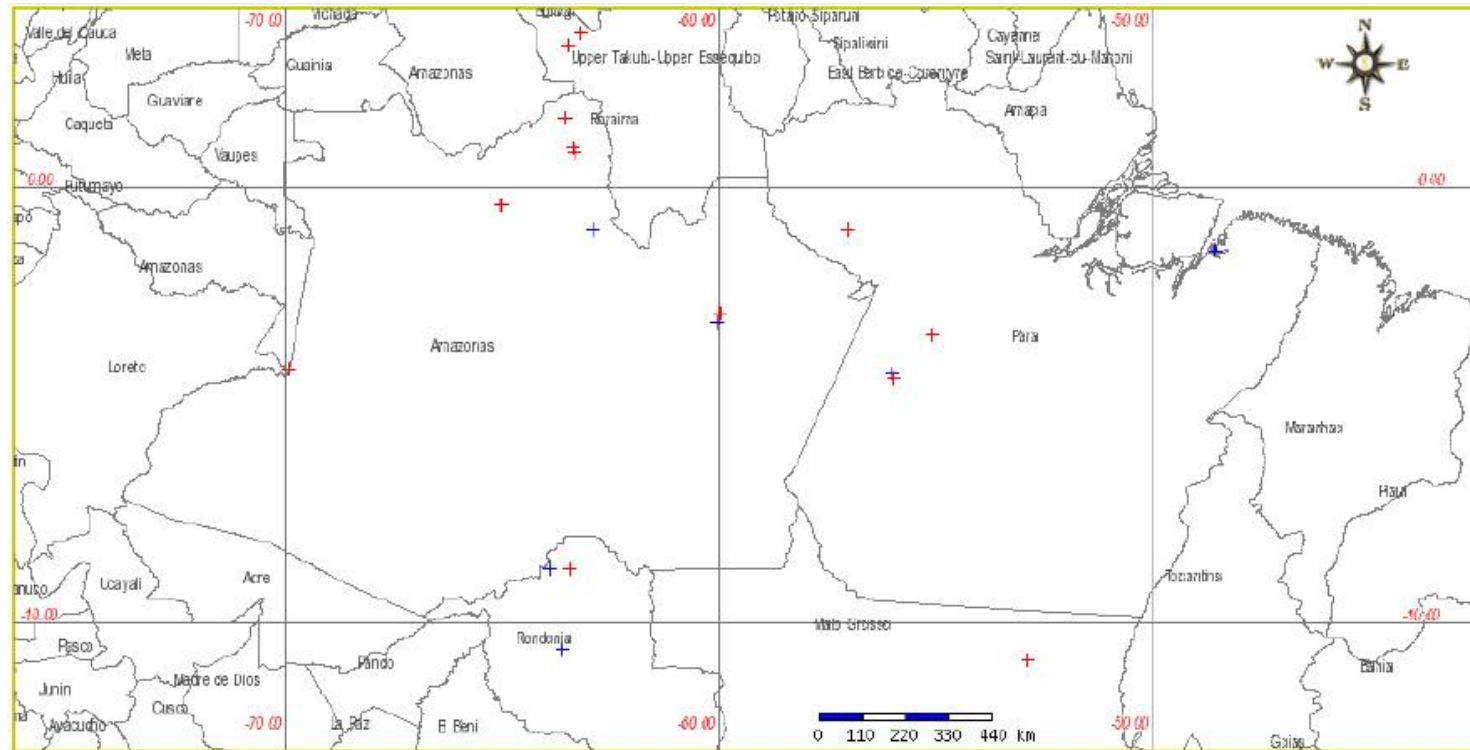 -70.00
-60.00
-50.00
Valle del Cauca
Meta
Guainia
Amazonas
Upper Takutu-Upper Essequibo
Potaro-Siparuni
Sipaliwini
East Berbice-Corentyne
Cayenne
Saint-Laurent-du-Maroni
N
W
E
S
Huila
Guaviare
Caqueta
Roraima
Amapa
Vaupes
0.00
0.00
Putumayo
Amazonas
Loreto
Amazonas
Para
Maranhao
Piaui
Ucayali
Acre
Tocantins
-10.00
-10.00
Mato Grosso
Pasco
Rondonia
Pando
Madre de Dios
Bahia
Junin
Cusco
Ayacucho
-70.00
La Paz
El Beni
-60.00
-50.00
Goias
0 110 220 330 440 km